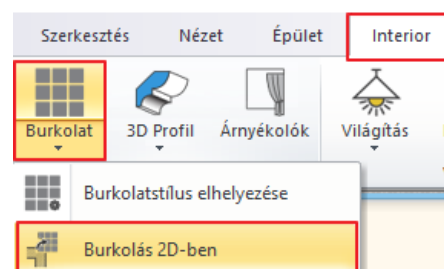 Szerkesztés Nézet Épület Interior
Burkolat 3D Profil Árnyékolók Világítás
Burkolatstílus elhelyezése
Burkolás 2D-ben